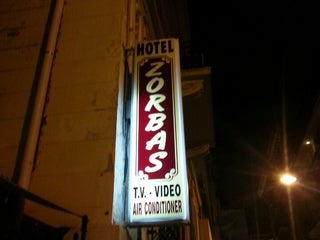 HOTEL
ZORBAS
T.V. - VIDEO
AIR CONDITIONER